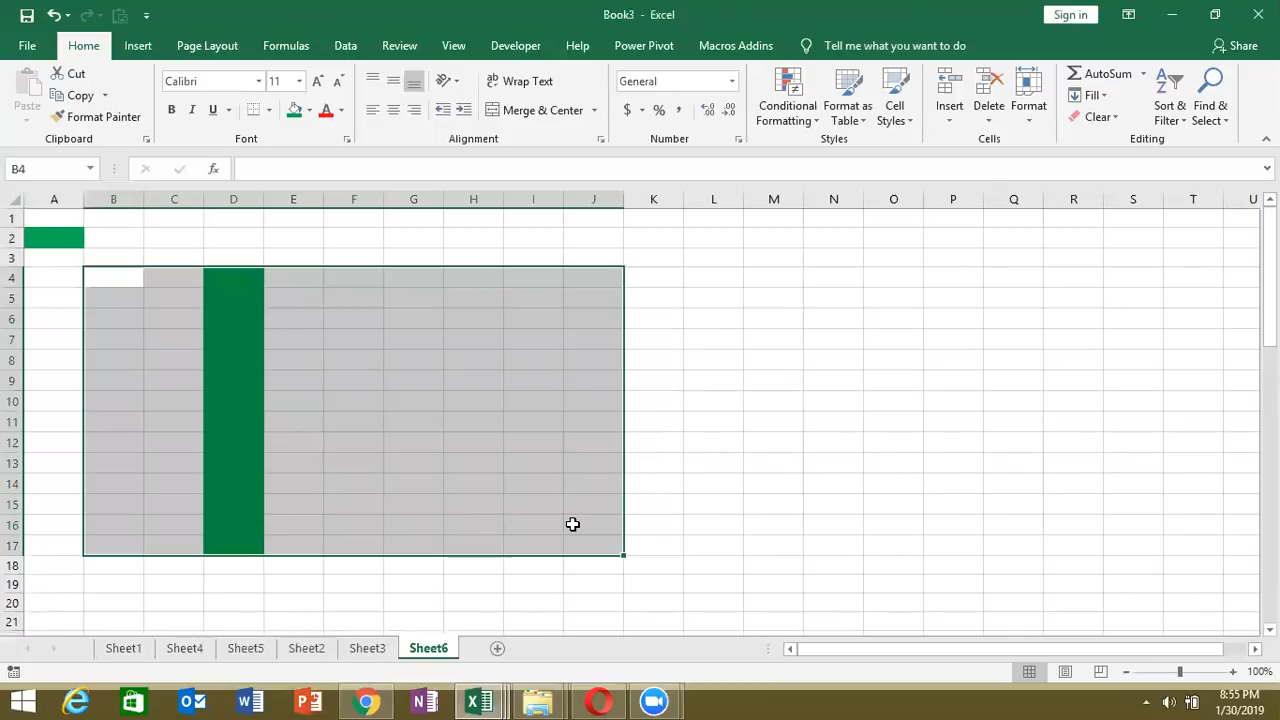 Book3 - Excel
Sign in
File Home Insert Page Layout Formulas Data Review View Developer Help Power Pivot Macros Addins Tell me what you want to do Share
Paste
Cut
Copy
Format Painter
Clipboard
Calibri 11
B I U
Font
Wrap Text
Merge & Center
Alignment
General
$ % ,
Number
Conditional Formatting
Format as Table
Cell Styles
Styles
Insert Delete Format
Cells
AutoSum
Fill
Clear
Sort & Filter
Find & Select
Editing
B4
fx
A B C D E F G H I J K L M N O P Q R S T U
1
2
3
4
5
6
7
8
9
10
11
12
13
14
15
16
17
18
19
20
21
Sheet1 Sheet4 Sheet5 Sheet2 Sheet3 Sheet6
100%
8:55 PM
1/30/2019